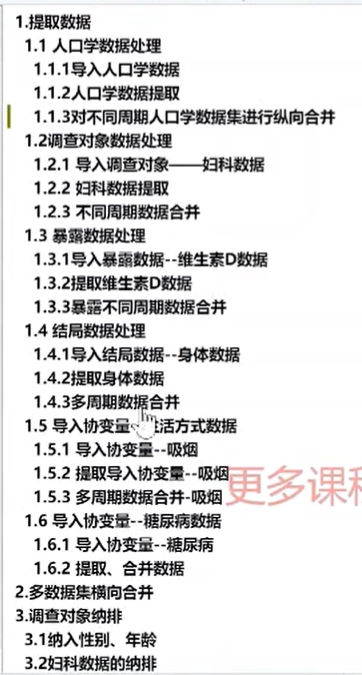 1.提取数据
1.1 人口学数据处理
1.1.1导入人口学数据
1.1.2人口学数据提取
1.1.3对不同周期人口学数据集进行纵向合并
1.2调查对象数据处理
1.2.1 导入调查对象——妇科数据
1.2.2 妇科数据提取
1.2.3 不同周期数据合并
1.3 暴露数据处理
1.3.1导入暴露数据--维生素D数据
1.3.2提取维生素D数据
1.3.3暴露不同周期数据合并
1.4 结局数据处理
1.4.1导入结局数据--身体数据
1.4.2提取身体数据
1.4.3多周期数据合并
1.5 导入协变量--生活方式数据
1.5.1 导入协变量--吸烟
1.5.2 提取导入协变量--吸烟
1.5.3 多周期数据合并-吸烟
更多课程
1.6 导入协变量--糖尿病数据
1.6.1 导入协变量--糖尿病
1.6.2 提取、合并数据
2.多数据集横向合并
3.调查对象纳排
3.1纳入性别、年龄
3.2妇科数据的纳排